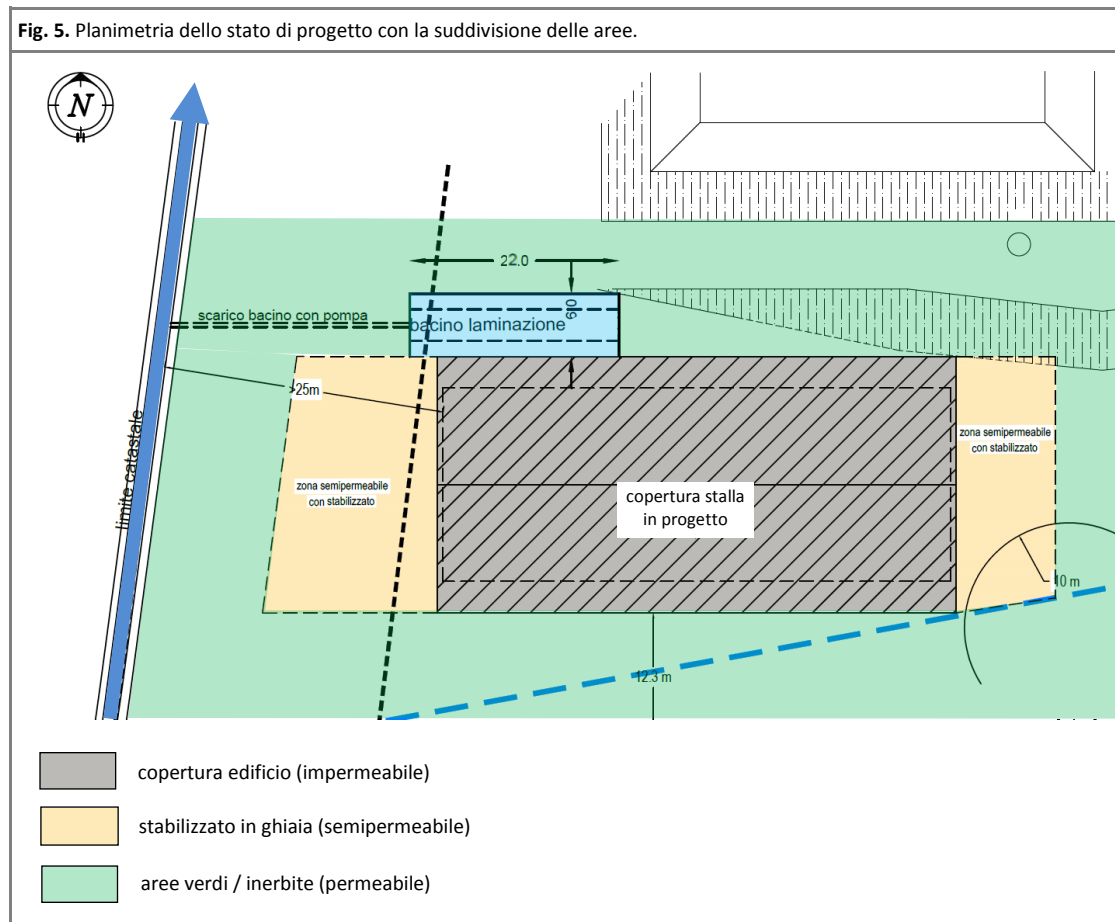 Fig. 5. Planimetria dello stato di progetto con la suddivisione delle aree.
N
22.0
6.0
scarico bacino con pompa
bacino laminazione
>25m
limite catastale
zona semipermeabile
con stabilizzato
copertura stalla
in progetto
zona semipermeabile
con stabilizzato
10 m
12.3 m
copertura edificio (impermeabile)
stabilizzato in ghiaia (semipermeabile)
aree verdi / inerbite (permeabile)